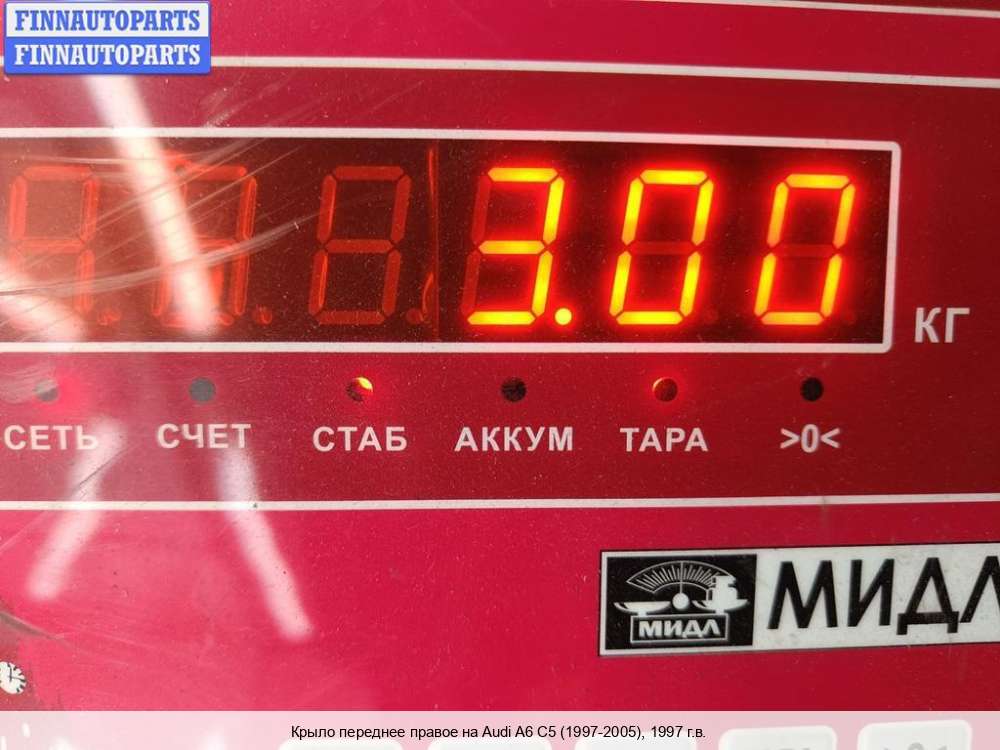 FINNAUTOPARTS
FINNAUTOPARTS
3.00
КГ
СЕТЬ СЧЕТ СТАБ АККУМ ТАРА >0<
МИДЛ МИДЛ
Крыло переднее правое на Audi A6 C5 (1997-2005), 1997 г.в.